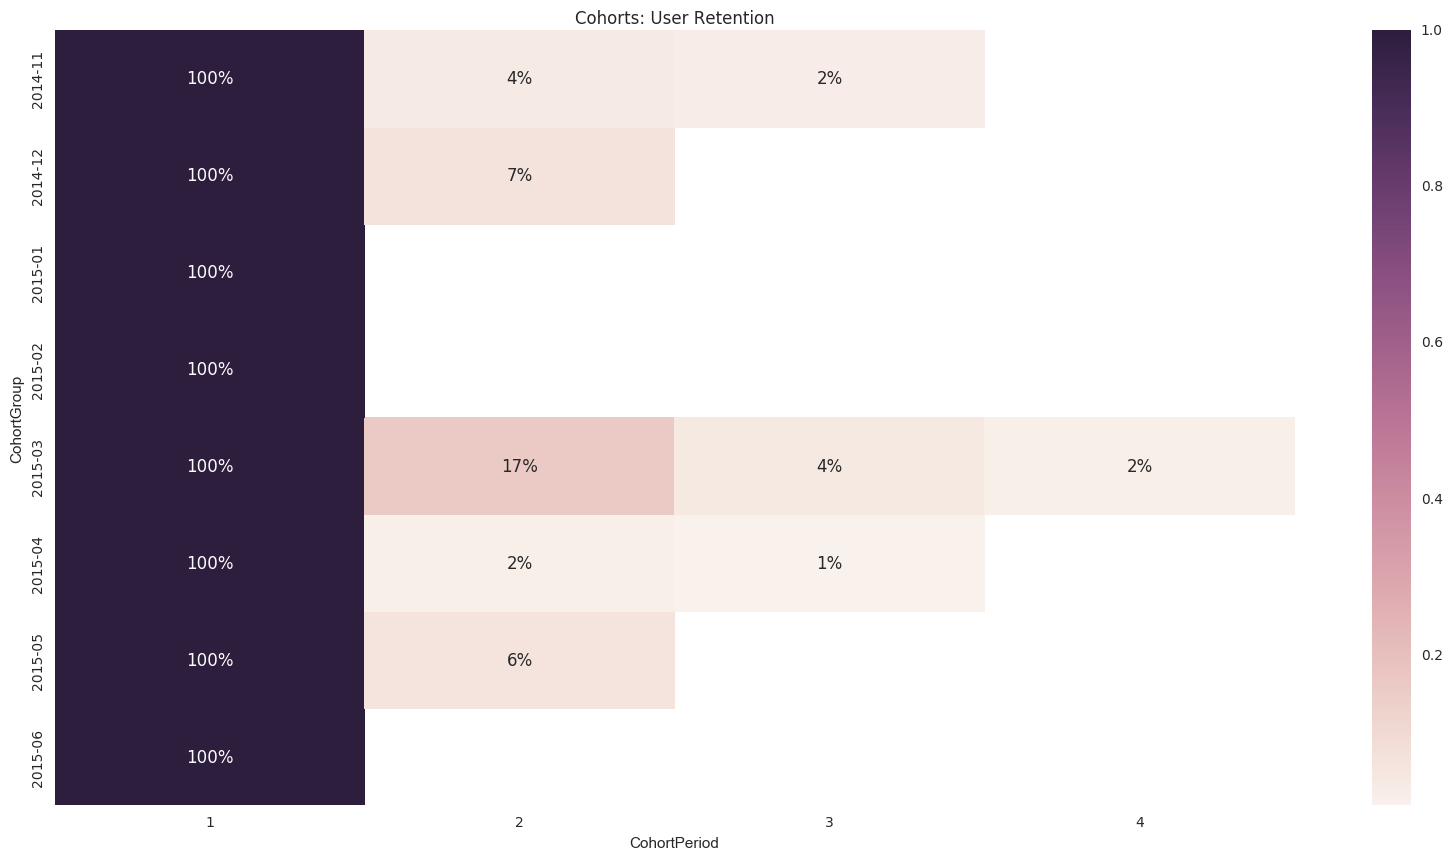 Cohorts: User Retention
CohortGroup
2014-11 100% 4% 2%
2014-12 100% 7%
2015-01 100%
2015-02 100%
2015-03 100% 17% 4% 2%
2015-04 100% 2% 1%
2015-05 100% 6%
2015-06 100%
1 2 3 4
CohortPeriod
1.0
0.8
0.6
0.4
0.2